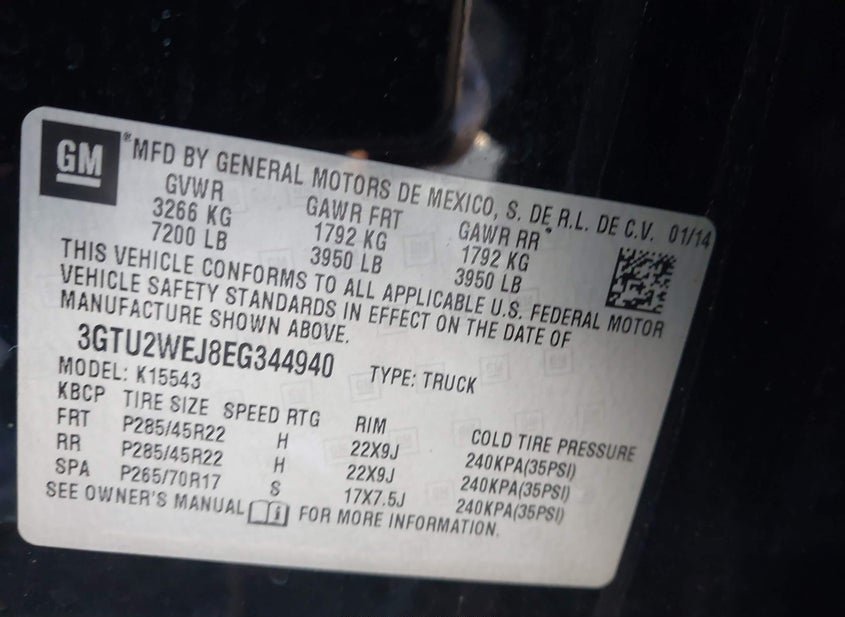 GM
®MFD BY GENERAL MOTORS DE MEXICO, S. DE R.L. DE C.V. 01/14
GVWR GAWR FRT GAWR RR
3266 KG 1792 KG 1792 KG
7200 LB 3950 LB 3950 LB
THIS VEHICLE CONFORMS TO ALL APPLICABLE U.S. FEDERAL MOTOR
VEHICLE SAFETY STANDARDS IN EFFECT ON THE DATE OF
MANUFACTURE SHOWN ABOVE.
3GTU2WEJ8EG344940 TYPE: TRUCK
MODEL: K15543
KBCP TIRE SIZE SPEED RTG RIM COLD TIRE PRESSURE
FRT P285/45R22 H 22X9J 240KPA(35PSI)
RR P285/45R22 H 22X9J 240KPA(35PSI)
SPA P265/70R17 S 17X7.5J 240KPA(35PSI)
SEE OWNER'S MANUAL FOR MORE INFORMATION.